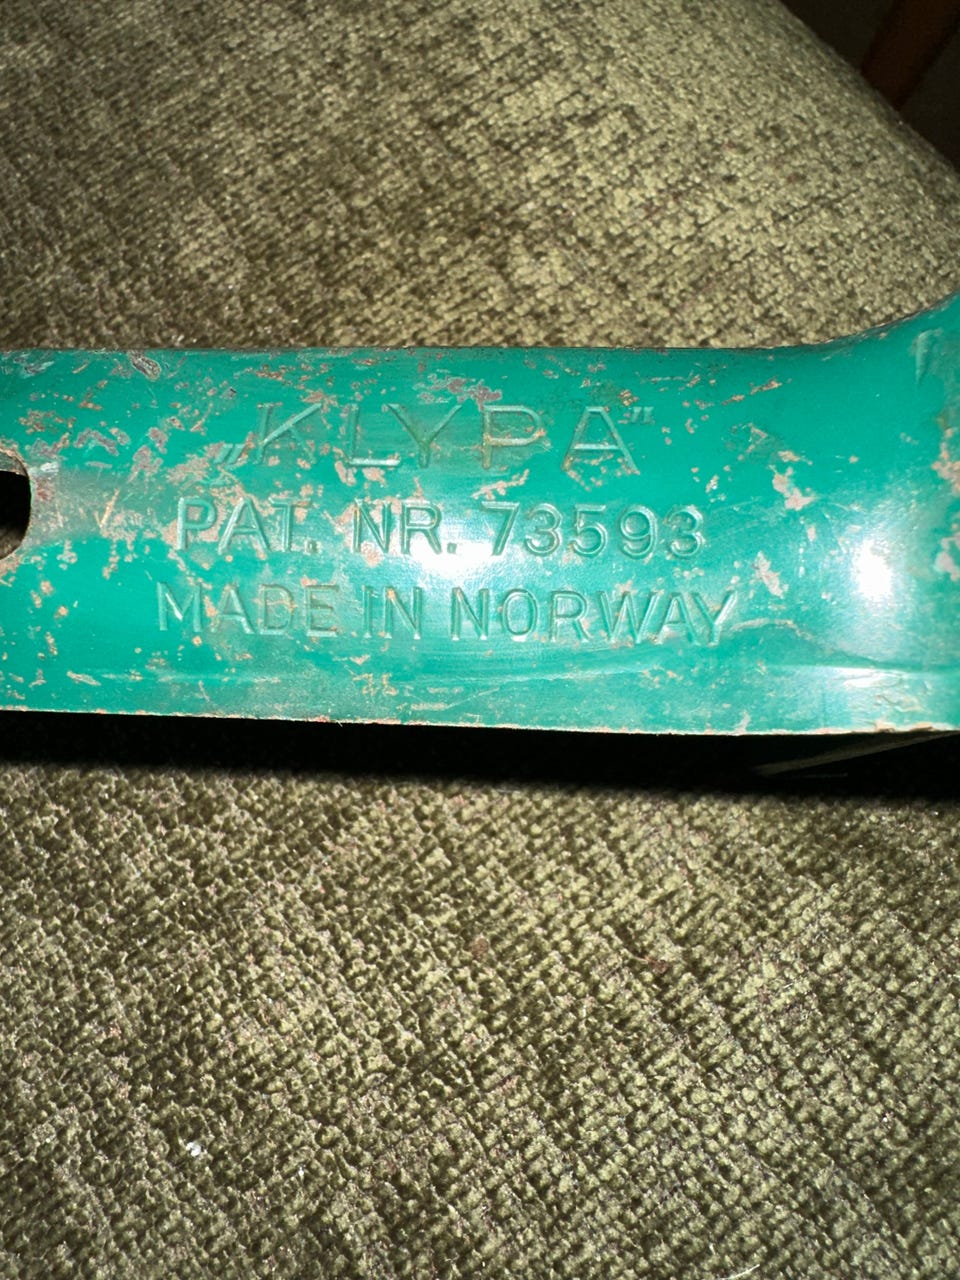 „KLYPA"
PAT. NR. 73593
MADE IN NORWAY